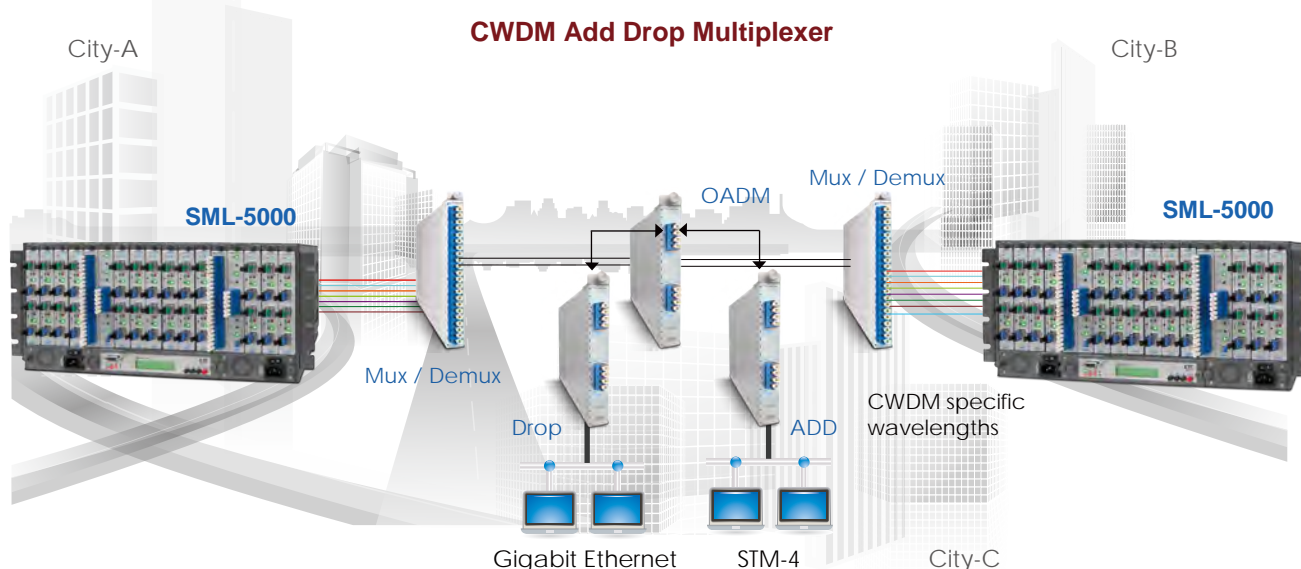 CWDM Add Drop Multiplexer
City-A
City-B
OADM
Mux / Demux
SML-5000
SML-5000
Mux / Demux
CWDM specific
wavelengths
Drop
ADD
Gigabit Ethernet
STM-4
City-C